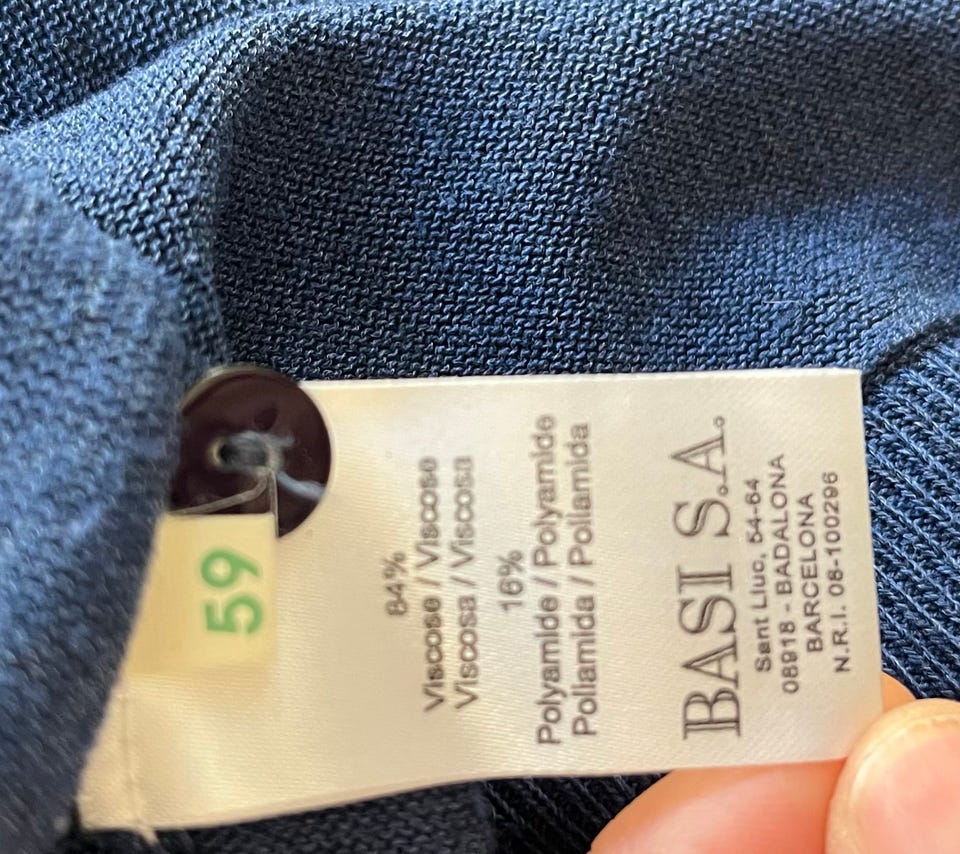 59
84%
Viscose / Viscose
Viscosa / Viscosa
16%
Polyamide / Polyamide
Poliamida / Poliamida
BASI S.A.
Sant Lluc, 54-64
08918 - BADALONA
BARCELONA
N.R.I. 08-100296